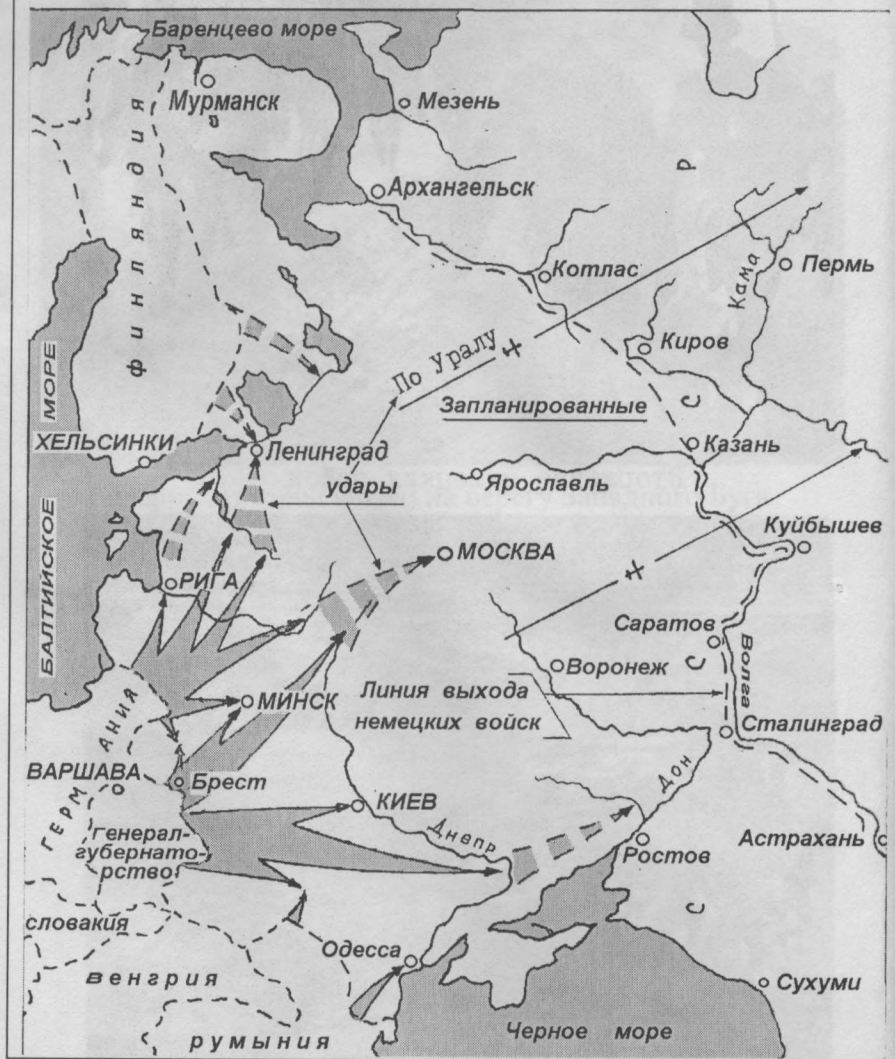 Баренцево море
Мурманск
Мезень
Архангельск
ФИНЛЯНДИЯ
Котлас
Кама
Пермь
Киров
По Уралу
Запланированные
удары
МОРЕ
БАЛТИЙСКОЕ
ХЕЛЬСИНКИ
Ленинград
Казань
Ярославль
Куйбышев
МОСКВА
РИГА
Саратов
Воронеж
Волга
Линия выхода
немецких войск
Сталинград
МИНСК
ГЕРМАНИЯ
ВАРШАВА
Брест
КИЕВ
Днепр
Дон
Ростов
Астрахань
Генерал-
губернато-
рство
СЛОВАКИЯ
ВЕНГРИЯ
РУМЫНИЯ
Одесса
Сухуми
Черное море
С С С Р